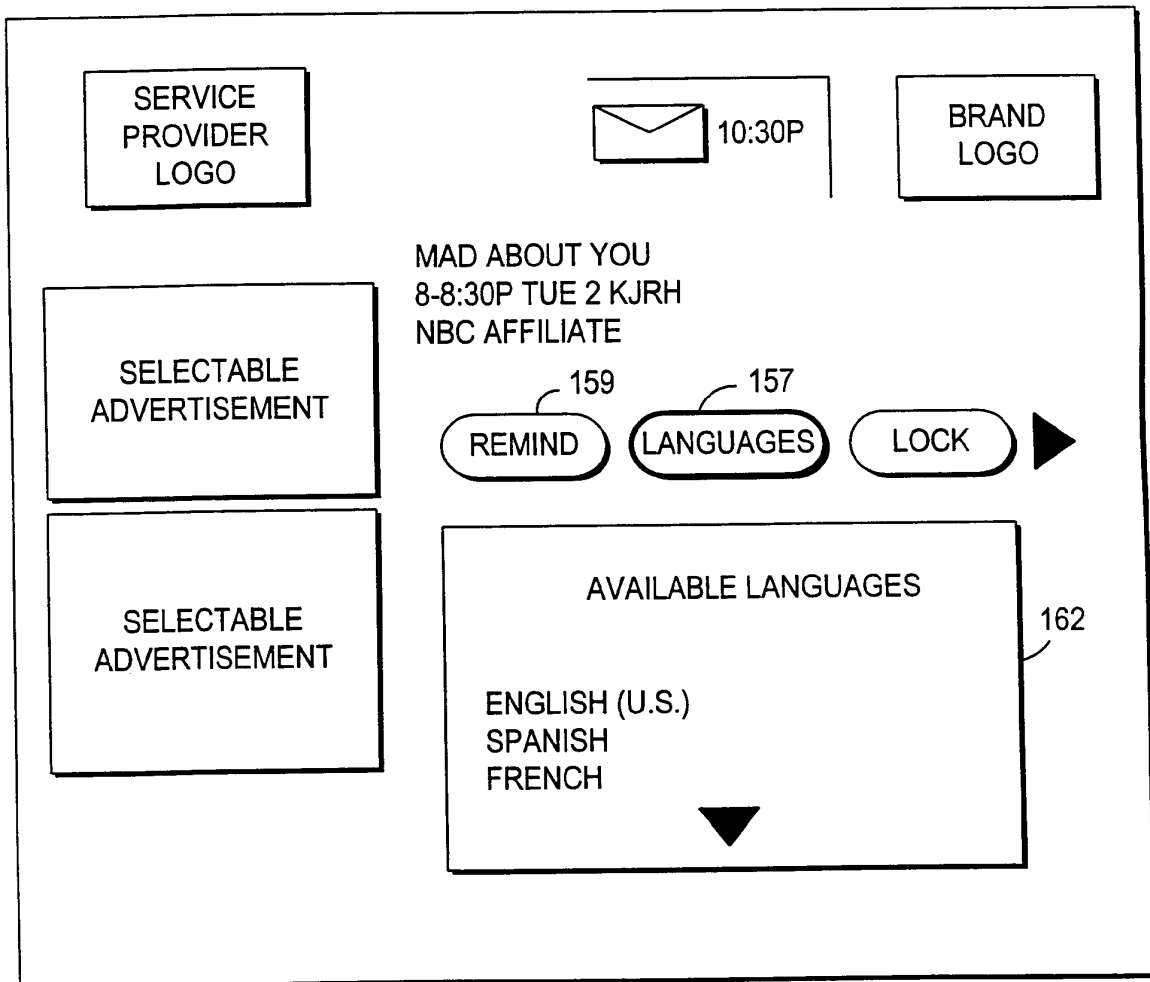 SERVICE
PROVIDER
LOGO
10:30P
BRAND
LOGO
MAD ABOUT YOU
8-8:30P TUE 2 KJRH
NBC AFFILIATE
SELECTABLE
ADVERTISEMENT
159
157
REMIND
LANGUAGES
LOCK
AVAILABLE LANGUAGES
162
SELECTABLE
ADVERTISEMENT
ENGLISH (U.S.)
SPANISH
FRENCH